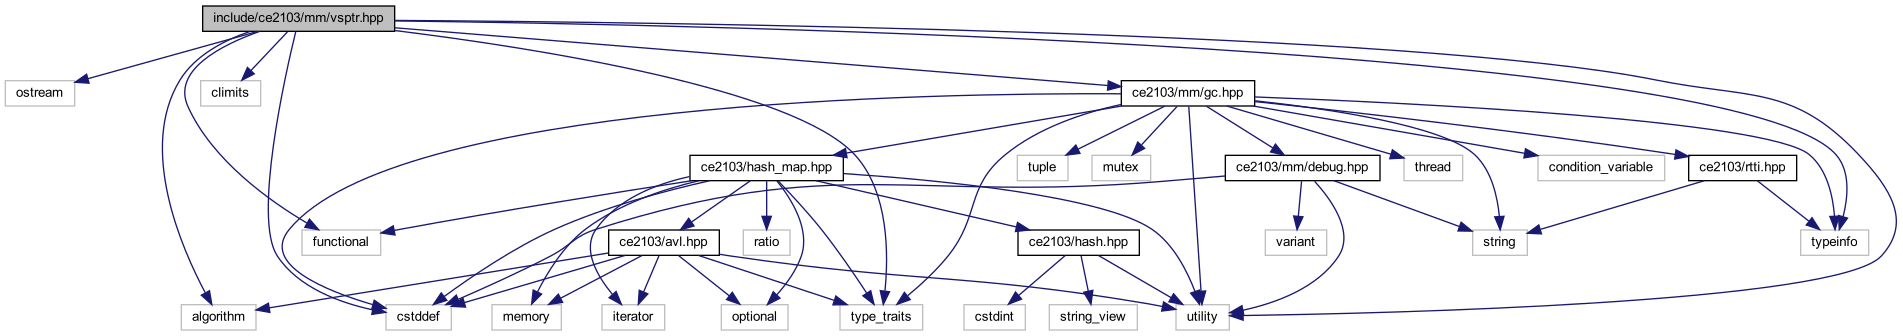 include/ce2103/mm/vsptr.hpp
ostream
climits
ce2103/mm/gc.hpp
ce2103/hash_map.hpp
tuple
mutex
ce2103/mm/debug.hpp
thread
condition_variable
ce2103/rtti.hpp
functional
ce2103/avl.hpp
ratio
ce2103/hash.hpp
variant
string
typeinfo
algorithm
cstddef
memory
iterator
optional
type_traits
cstdint
string_view
utility